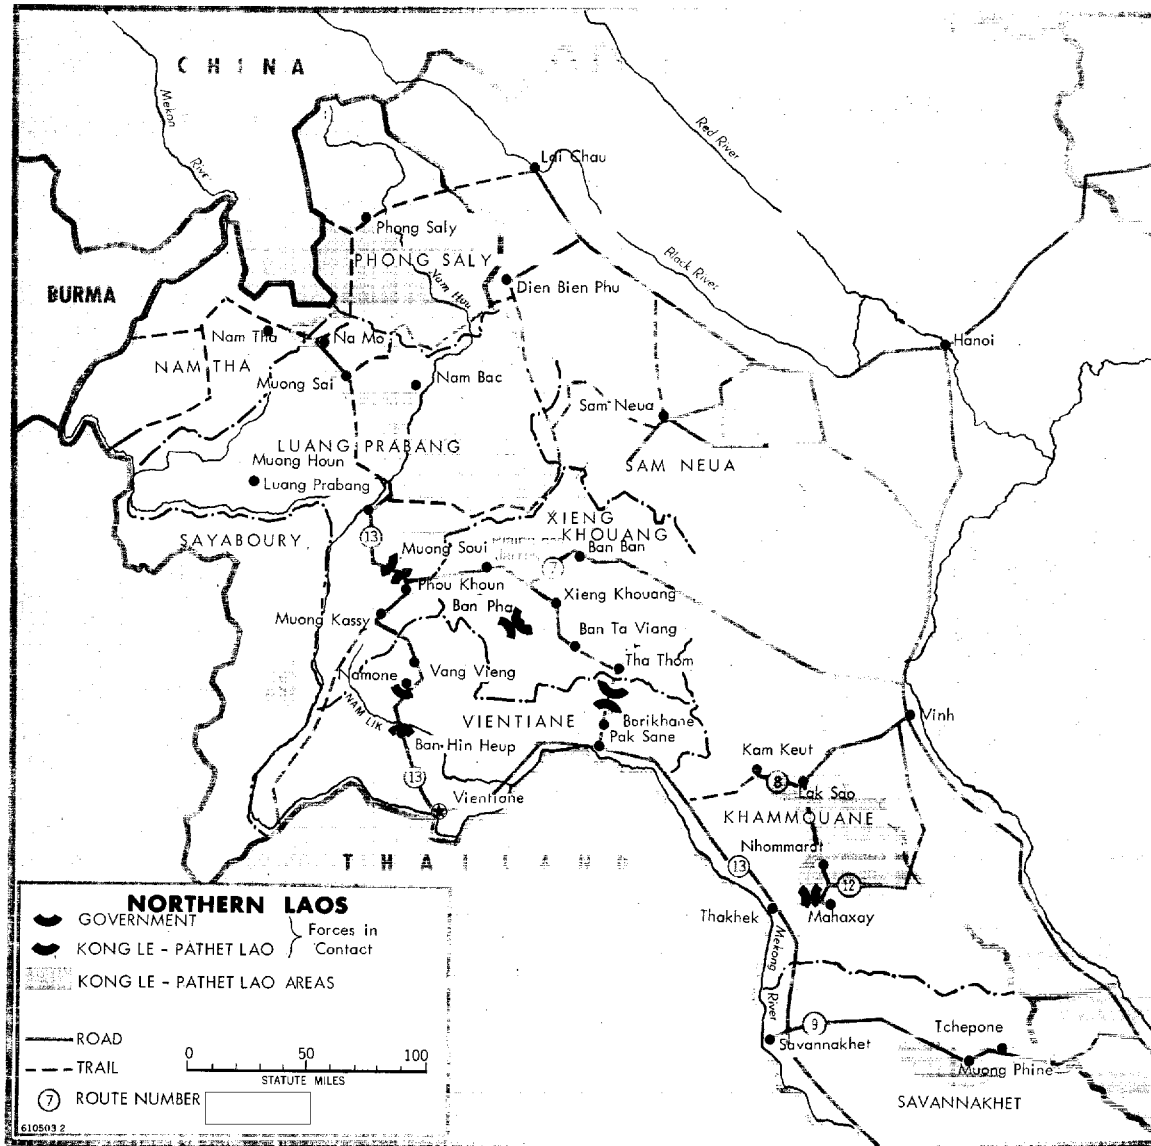 CHINA
Mekon
Rivr
Red River
Lai Chau
Phong Saly
PHONG SALY
Nam Hou
Black River
BURMA
Dien Bien Phu
Nam Tha
Na Mo
Hanoi
NAM THA
Muong Sai
Nam Bac
Sam Neua
LUANG PRABANG
SAM NEUA
Muong Houn
Luang Prabang
XIENG
KHOUANG
SAYABOURY
13
Muong Soui
Jarres
Ban Ban
7
Phou Khoun
Ban Pha
Xieng Khouang
Muong Kassy
Ban Ta Viang
Tha Thom
Vang Vieng
Namone
NAM LIK
VIENTIANE
Borikhane
Vinh
Pak Sane
Ban Hin Heup
Kam Keut
13
8
Lak Sao
Vientiane
KHAMMOUANE
Nhommarat
THAILAND
13
12
Mahaxay
Thakhek
Mekong
River
9
Tchepone
Savannakhet
Muong Phine
SAVANNAKHET
NORTHERN LAOS
GOVERNMENT
KONG LE - PATHET LAO
Forces in
Contact
KONG LE - PATHET LAO AREAS
ROAD
TRAIL
0 50 100
STATUTE MILES
7 ROUTE NUMBER
610503 2